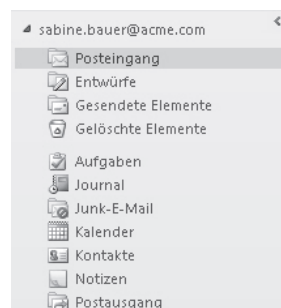 sabine.bauer@acme.com
Posteingang
Entwürfe
Gesendete Elemente
Gelöschte Elemente
Aufgaben
Journal
Junk-E-Mail
Kalender
Kontakte
Notizen
Postausgang